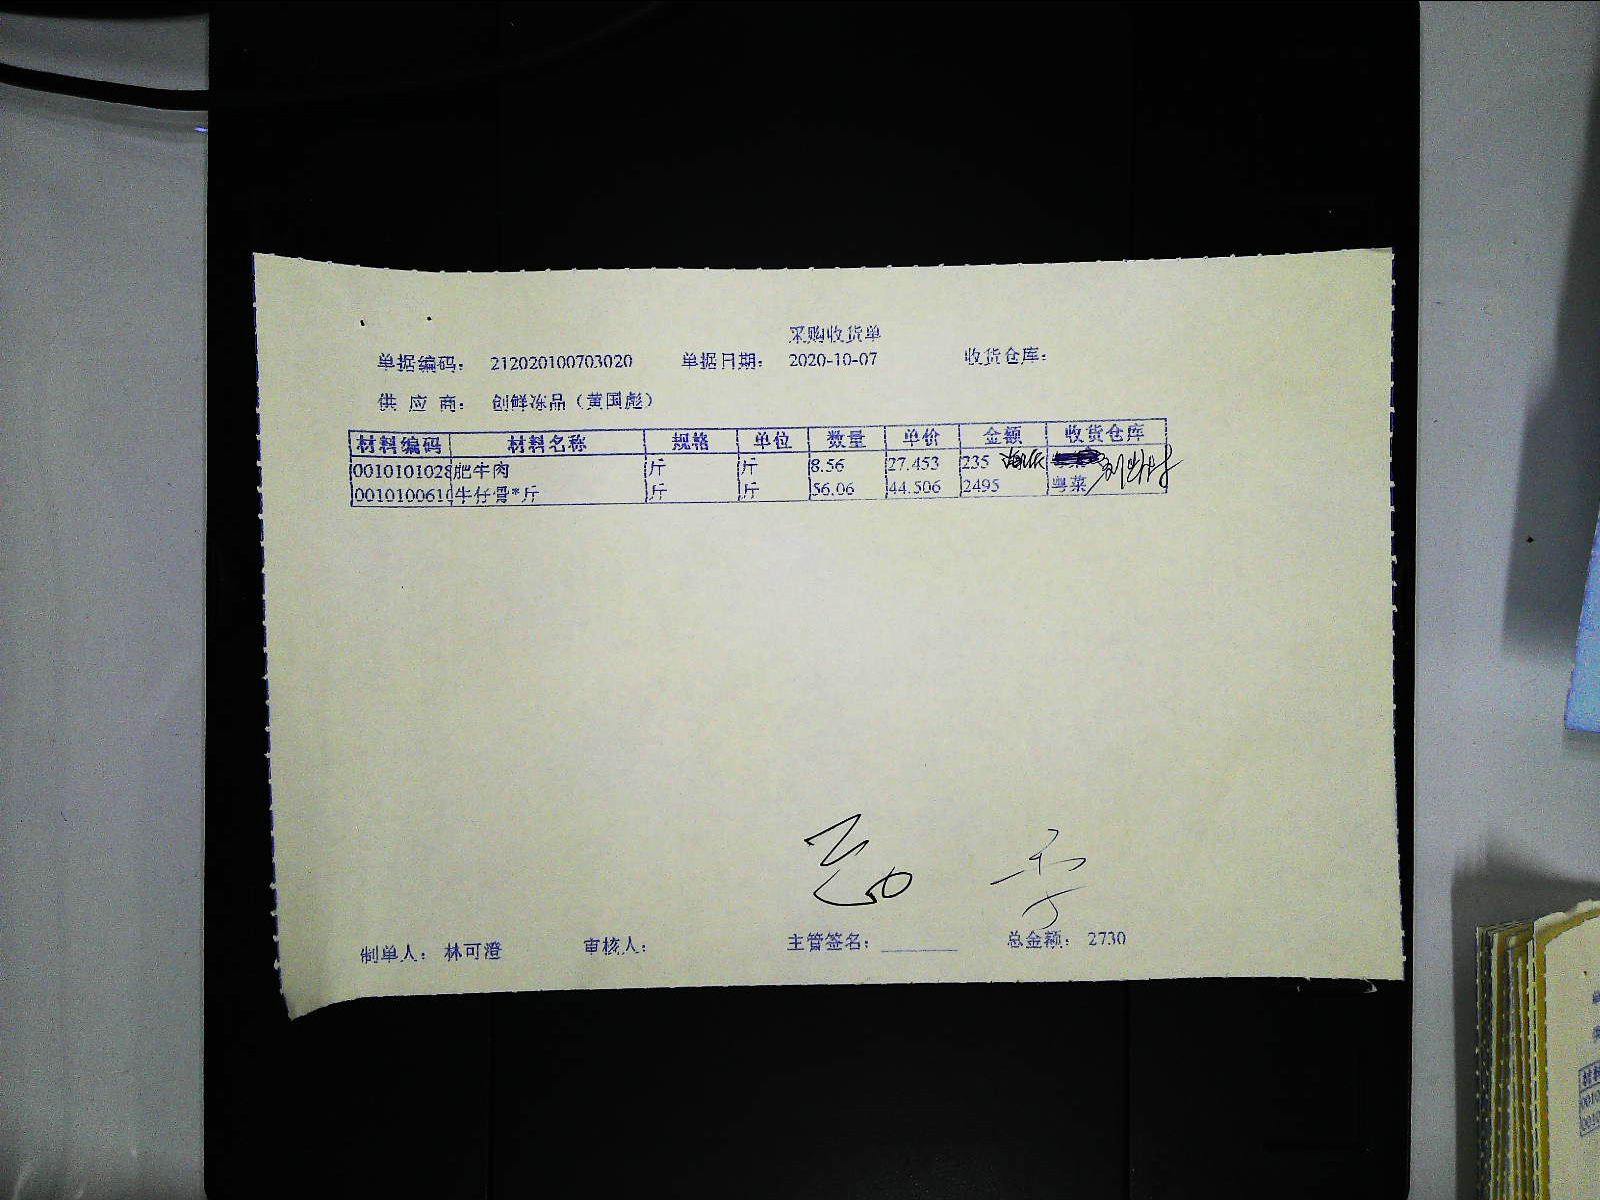 采购收货单
单据编码： 212020100703020 单据日期： 2020-10-07 收货仓库：
供 应 商： 创鲜冻品（黄国彪）
材料编码 材料名称 规格 单位 数量 单价 金额 收货仓库
0010101028 肥牛肉 斤 斤 8.56 27.453 235
0010100610 牛仔骨*斤 斤 斤 56.06 44.506 2495 粤菜
制单人： 林可澄 审核人： 主管签名： 总金额： 2730